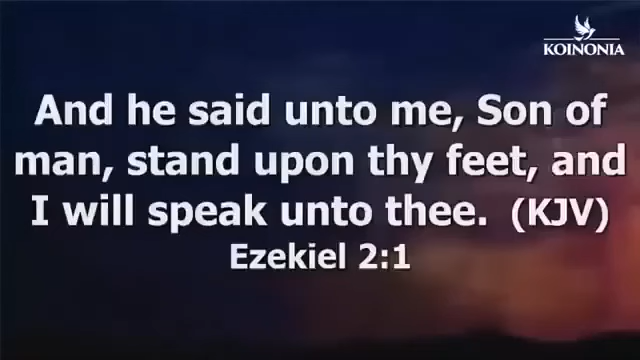 KOINONIA
And he said unto me, Son of
man, stand upon thy feet, and
I will speak unto thee. (KJV)
Ezekiel 2:1